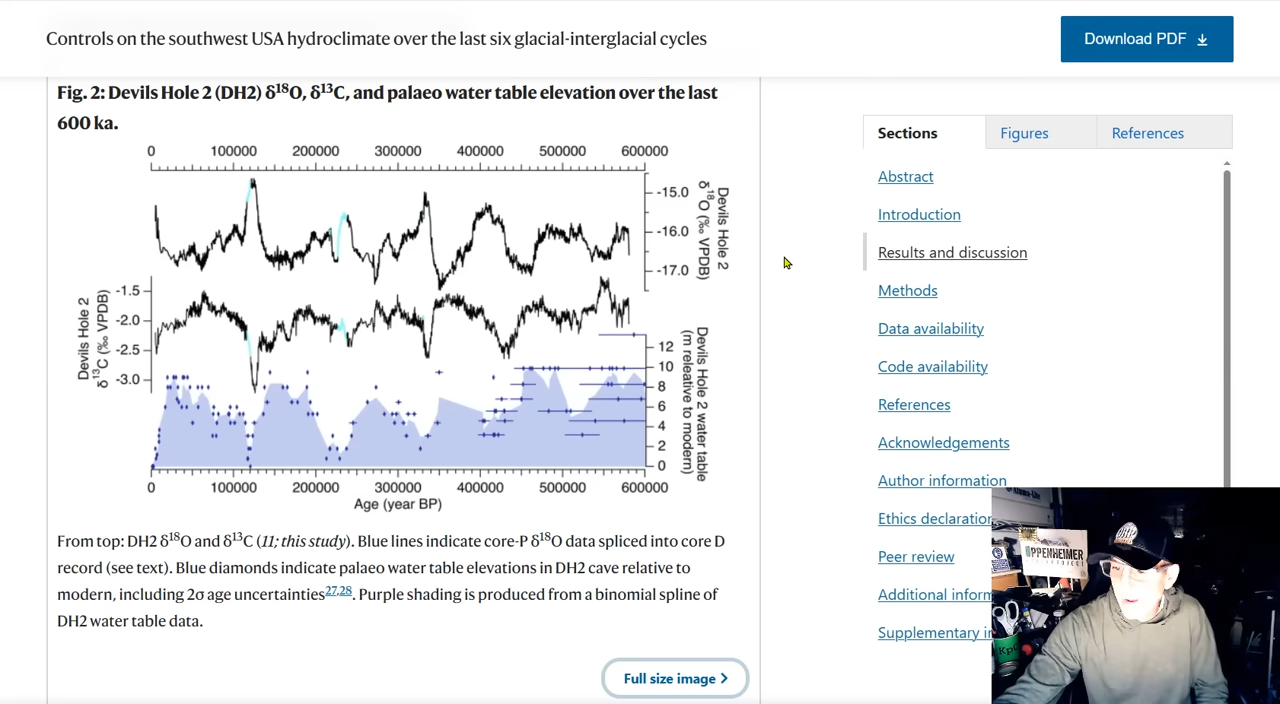 Controls on the southwest USA hydroclimate over the last six glacial-interglacial cycles
Download PDF
Fig. 2: Devils Hole 2 (DH2) δ¹⁸O, δ¹³C, and palaeo water table elevation over the last
600 ka.
0 100000 200000 300000 400000 500000 600000
-15.0
-16.0
-17.0
Devils Hole 2
δ¹⁸O (‰ VPDB)
-1.5
-2.0
-2.5
-3.0
Devils Hole 2
δ¹³C (‰ VPDB)
12
10
8
6
4
2
0
Devils Hole 2 water table
(m releative to modern)
0 100000 200000 300000 400000 500000 600000
Age (year BP)
From top: DH2 δ¹⁸O and δ¹³C (11; this study). Blue lines indicate core-P δ¹⁸O data spliced into core D
record (see text). Blue diamonds indicate palaeo water table elevations in DH2 cave relative to
modern, including 2σ age uncertainties27,28. Purple shading is produced from a binomial spline of
DH2 water table data.
Full size image
Sections
Figures
References
Abstract
Introduction
Results and discussion
Methods
Data availability
Code availability
References
Acknowledgements
Author information
Ethics declaration
Peer review
Additional inform
Supplementary in
OPPENHEIMER